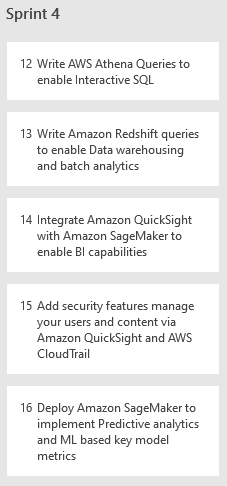 Sprint 4
12 Write AWS Athena Queries to
enable Interactive SQL
13 Write Amazon Redshift queries
to enable Data warehousing
and batch analytics
14 Integrate Amazon QuickSight
with Amazon SageMaker to
enable BI capabilities
15 Add security features manage
your users and content via
Amazon QuickSight and AWS
CloudTrail
16 Deploy Amazon SageMaker to
implement Predictive analytics
and ML based key model
metrics